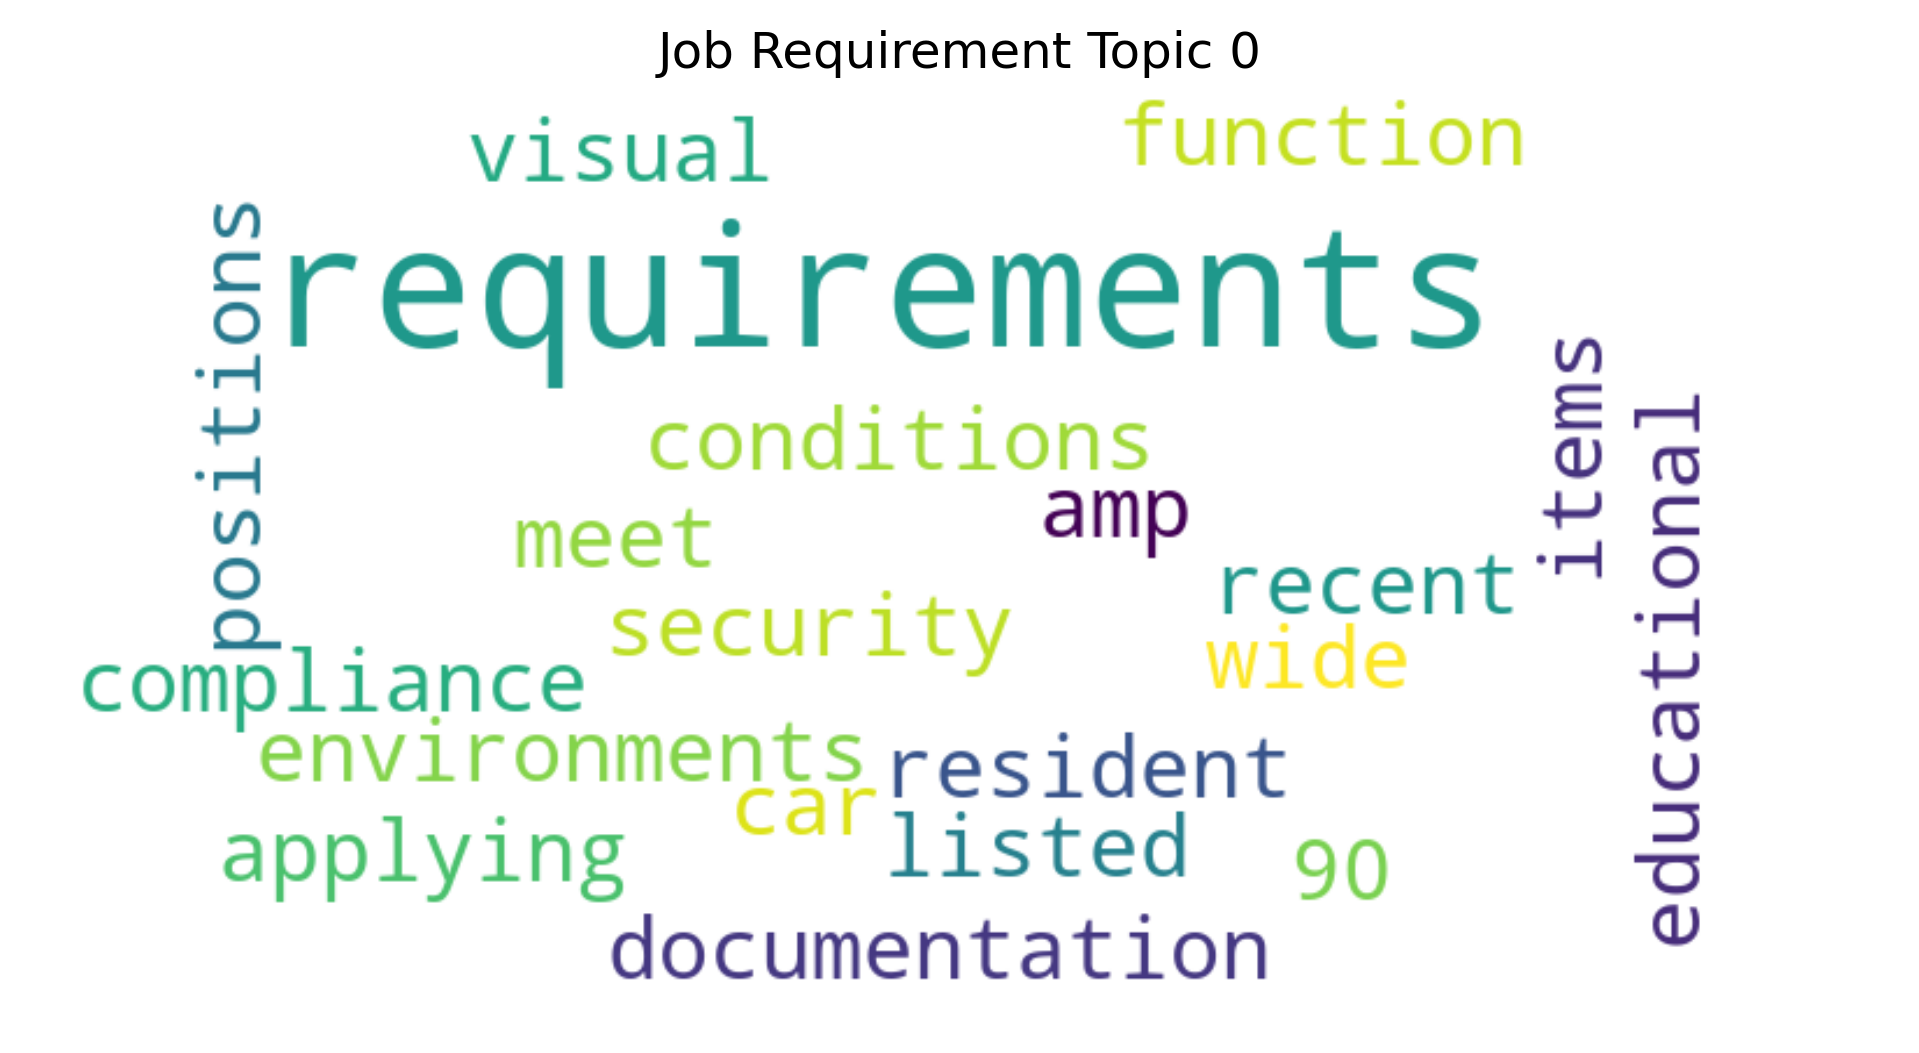 Job Requirement Topic 0
visual
function
positions
requirements
items
educational
conditions
amp
meet
recent
security
wide
compliance
environments
resident
car
applying
listed
90
documentation